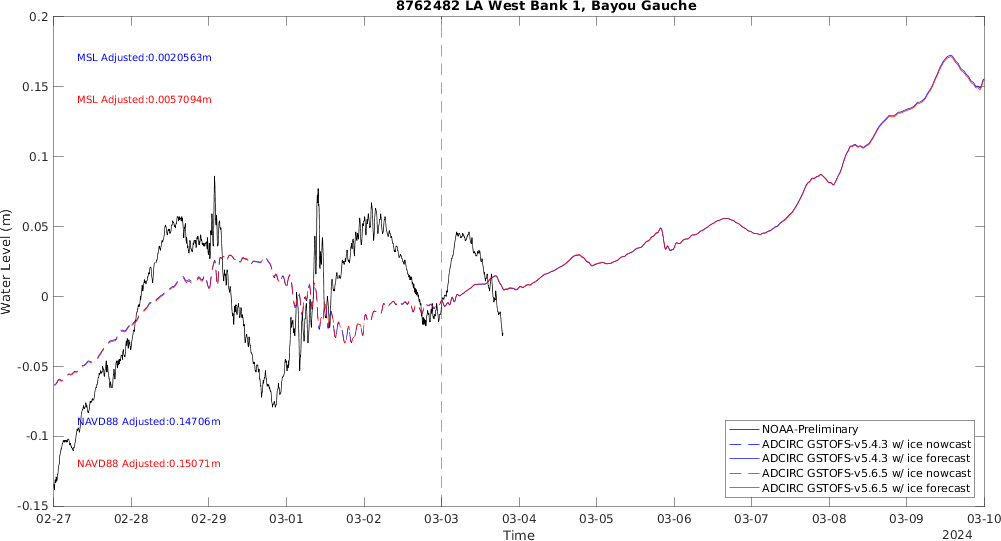 8762482 LA West Bank 1, Bayou Gauche
0.2
0.15
0.1
0.05
0
-0.05
-0.1
-0.15
Water Level (m)
MSL Adjusted:0.0020563m
MSL Adjusted:0.0057094m
NAVD88 Adjusted:0.14706m
NAVD88 Adjusted:0.15071m
NOAA-Preliminary
ADCIRC GSTOFS-v5.4.3 w/ ice nowcast
ADCIRC GSTOFS-v5.4.3 w/ ice forecast
ADCIRC GSTOFS-v5.6.5 w/ ice nowcast
ADCIRC GSTOFS-v5.6.5 w/ ice forecast
02-27 02-28 02-29 03-01 03-02 03-03 03-04 03-05 03-06 03-07 03-08 03-09 03-10
Time
2024